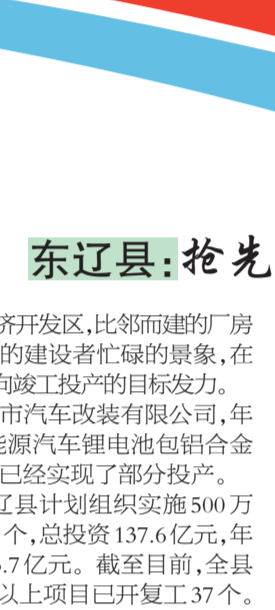 东辽县:抢先
济开发区,比邻而建的厂房
的建设者忙碌的景象,在
向竣工投产的目标发力。
市汽车改装有限公司,年
能源汽车锂电池包铝合金
已经实现了部分投产。
辽县计划组织实施500万
个,总投资137.6亿元,年
.7亿元。截至目前,全县
以上项目已开复工37个。